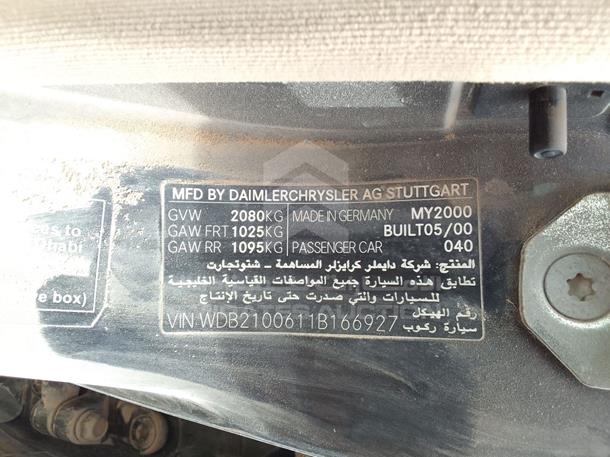 MFD BY DAIMLERCHRYSLER AG STUTTGART
GVW 2080KG MADE IN GERMANY MY2000
GAW FRT 1025KG BUILT05/00
GAW RR 1095KG PASSENGER CAR 040
المنتج: شركة دايملر كرايزلر المساهمة - شتوتجارت
تطابق هذه السيارة جميع المواصفات القياسية الخليجية
للسيارات والتي صدرت حتى تاريخ الإنتاج
رقم الهيكل
VIN WDB2100611B166927
سيارة ركوب
to
box)